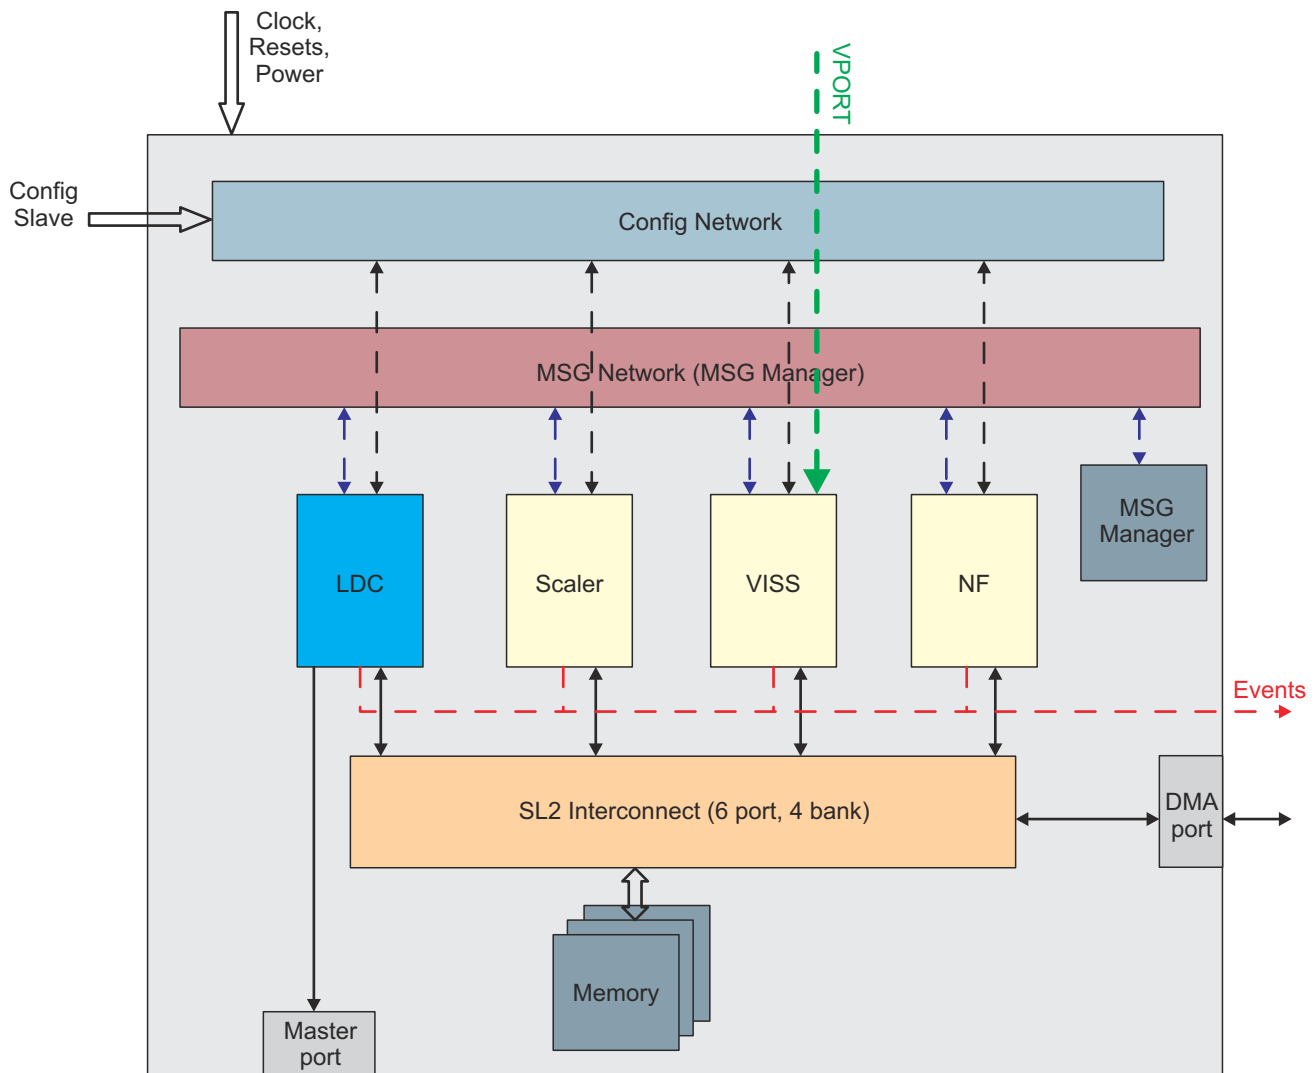 Clock,
Resets,
Power
VPORT
Config
Slave
Config Network
MSG Network (MSG Manager)
MSG
Manager
LDC
Scaler
VISS
NF
Events
SL2 Interconnect (6 port, 4 bank)
DMA
port
Memory
Master
port